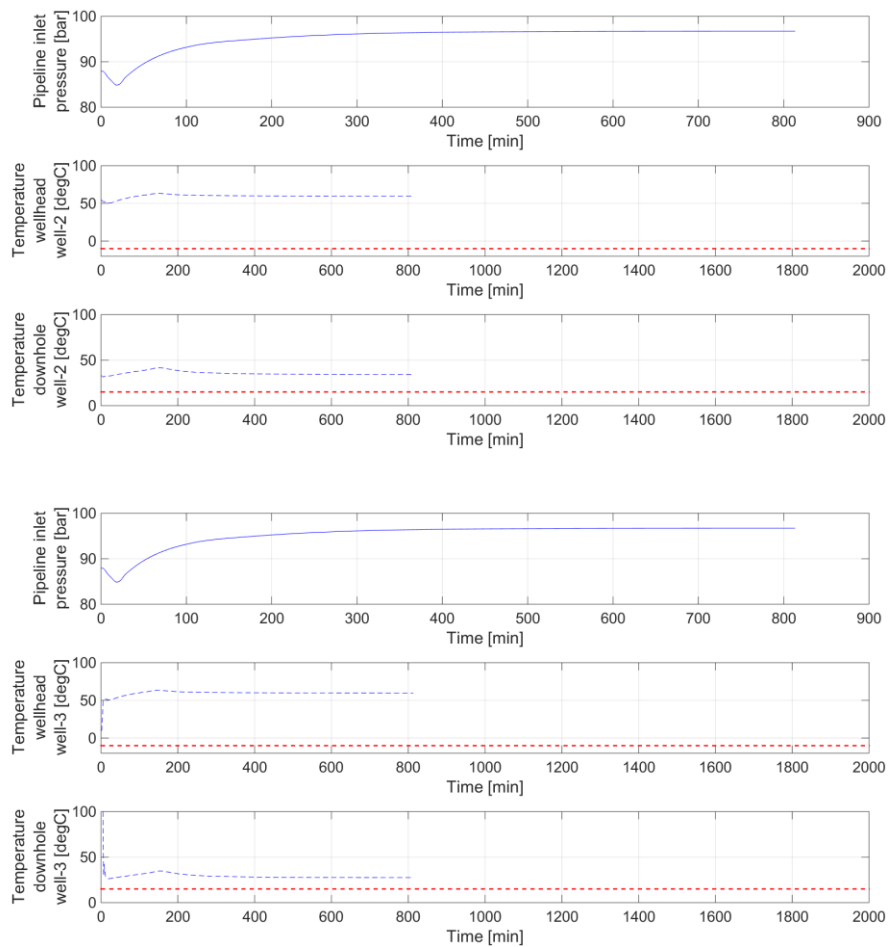 Pipeline inlet
pressure [bar]
100
90
80
0 100 200 300 400 500 600 700 800 900
Time [min]
Temperature
wellhead
well-2 [degC]
100
50
0
0 200 400 600 800 1000 1200 1400 1600 1800 2000
Time [min]
Temperature
downhole
well-2 [degC]
100
50
0
0 200 400 600 800 1000 1200 1400 1600 1800 2000
Time [min]
Pipeline inlet
pressure [bar]
100
90
80
0 100 200 300 400 500 600 700 800 900
Time [min]
Temperature
wellhead
well-3 [degC]
100
50
0
0 200 400 600 800 1000 1200 1400 1600 1800 2000
Time [min]
Temperature
downhole
well-3 [degC]
100
50
0
0 200 400 600 800 1000 1200 1400 1600 1800 2000
Time [min]